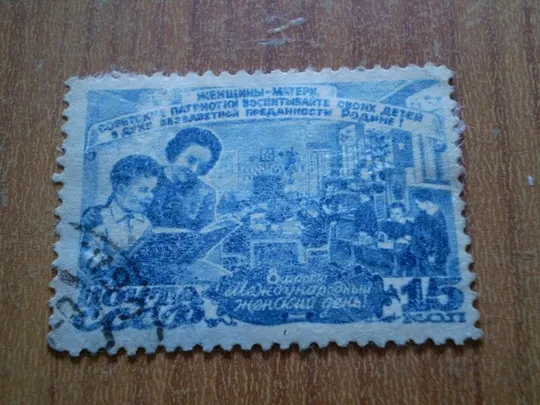 ЖЕНЩИНЫ-МАТЕРИ,
СОВЕТСКИЕ ПАТРИОТКИ ВОСПИТЫВАЙТЕ СВОИХ ДЕТЕЙ
В ДУХЕ БЕЗЗАВЕТНОЙ ПРЕДАННОСТИ РОДИНЕ!
8 марта
Международный
женский день!
ПОЧТА
СССР
15
КОП